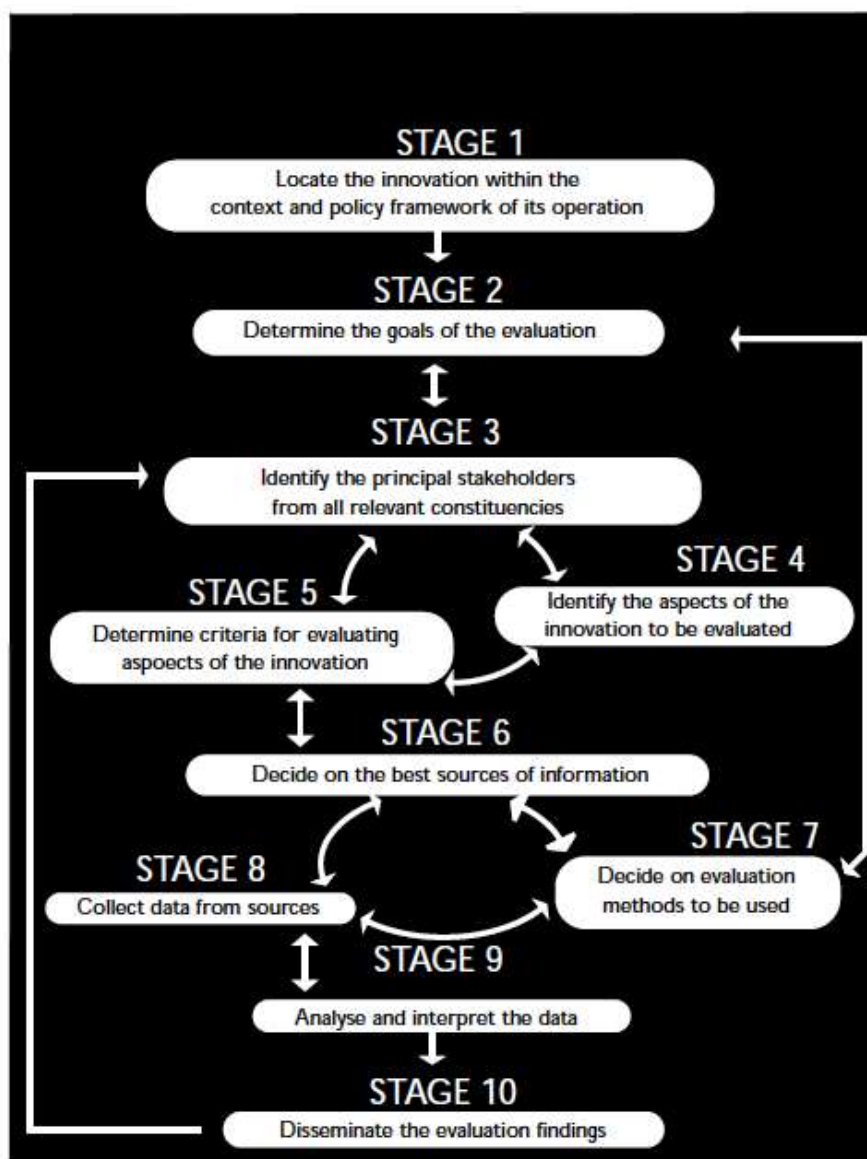 STAGE 1
Locate the innovation within the
context and policy framework of its operation
STAGE 2
Determine the goals of the evaluation
STAGE 3
Identify the principal stakeholders
from all relevant constituencies
STAGE 4
Identify the aspects of the
innovation to be evaluated
STAGE 5
Determine criteria for evaluating
aspoects of the innovation
STAGE 6
Decide on the best sources of information
STAGE 7
Decide on evaluation
methods to be used
STAGE 8
Collect data from sources
STAGE 9
Analyse and interpret the data
STAGE 10
Disseminate the evaluation findings